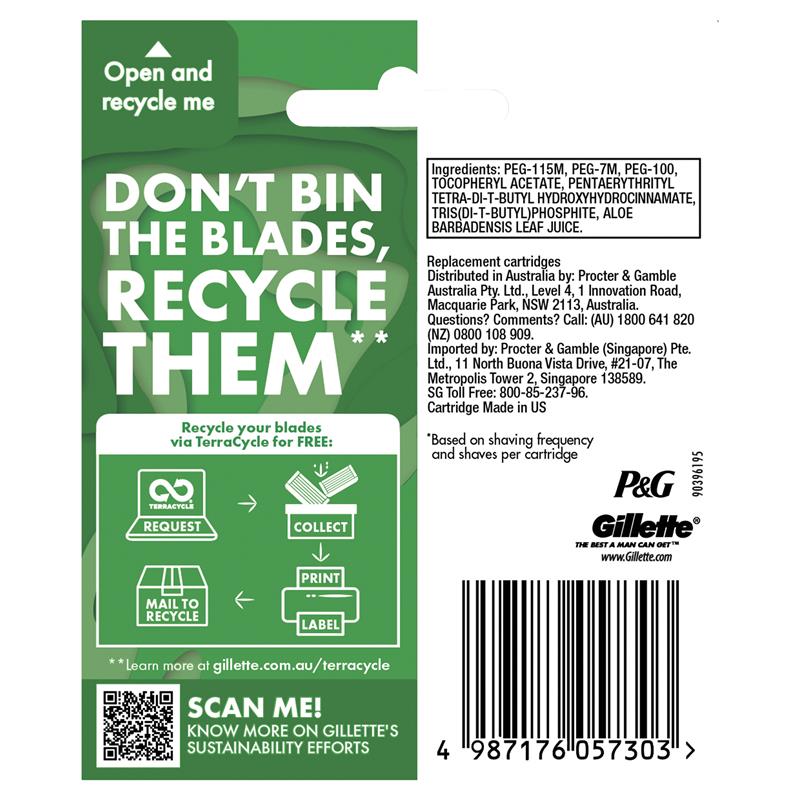 Open and
recycle me
DON'T BIN
THE BLADES,
RECYCLE
THEM**
Recycle your blades
via TerraCycle for FREE:
TERRACYCLE
REQUEST
COLLECT
PRINT
LABEL
MAIL TO
RECYCLE
**Learn more at gillette.com.au/terracycle
SCAN ME!
KNOW MORE ON GILLETTE'S
SUSTAINABILITY EFFORTS
Ingredients: PEG-115M, PEG-7M, PEG-100,
TOCOPHERYL ACETATE, PENTAERYTHRITYL
TETRA-DI-T-BUTYL HYDROXYHYDROCINNAMATE,
TRIS(DI-T-BUTYL)PHOSPHITE, ALOE
BARBADENSIS LEAF JUICE.
Replacement cartridges
Distributed in Australia by: Procter & Gamble
Australia Pty. Ltd., Level 4, 1 Innovation Road,
Macquarie Park, NSW 2113, Australia.
Questions? Comments? Call: (AU) 1800 641 820
(NZ) 0800 108 909.
Imported by: Procter & Gamble (Singapore) Pte.
Ltd., 11 North Buona Vista Drive, #21-07, The
Metropolis Tower 2, Singapore 138589.
SG Toll Free: 800-85-237-96.
Cartridge Made in US
*Based on shaving frequency
and shaves per cartridge
90396195
P&G
Gillette®
THE BEST A MAN CAN GET™
www.Gillette.com
4 987176 057303 >